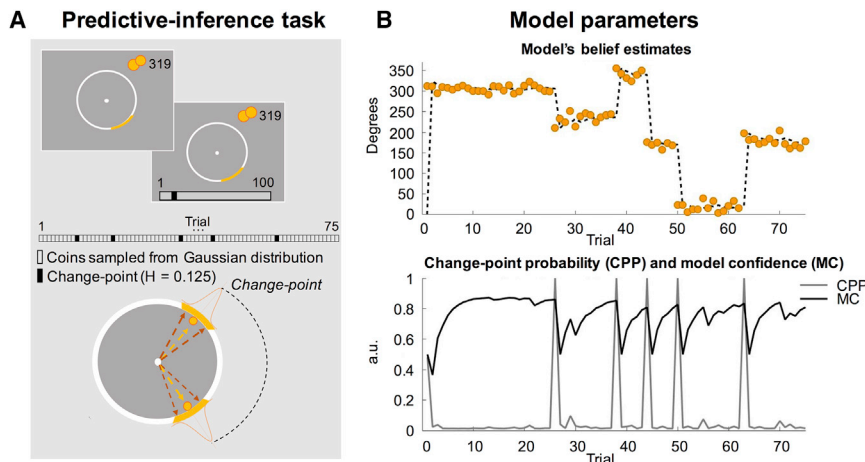 A Predictive-inference task
319
319
1 100
Trial
1 ... 75
Coins sampled from Gaussian distribution
Change-point (H = 0.125)
Change-point
B Model parameters
Model's belief estimates
Degrees
350
300
250
200
150
100
50
0
0 10 20 30 40 50 60 70
Trial
Change-point probability (CPP) and model confidence (MC)
CPP
MC
a.u.
1
0.8
0.6
0.4
0.2
0
0 10 20 30 40 50 60 70
Trial